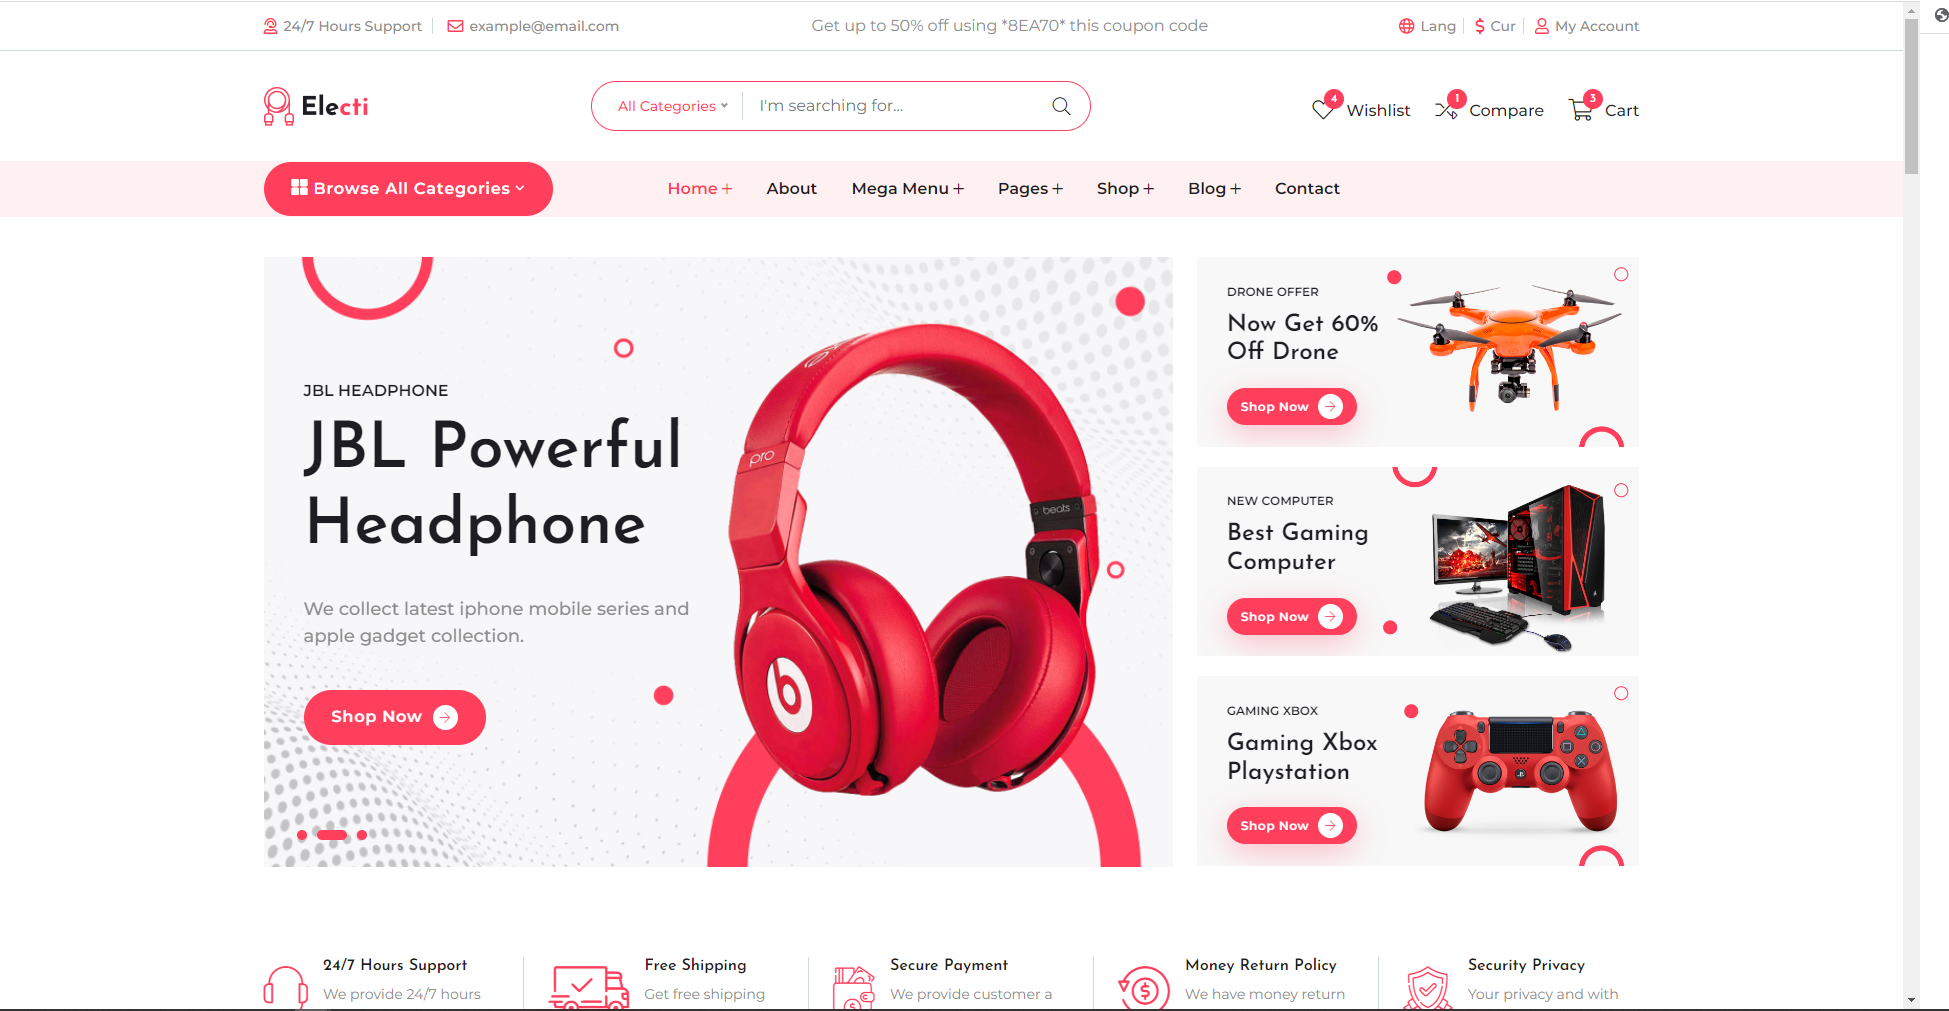 24/7 Hours Support
example@email.com
Get up to 50% off using *8EA70* this coupon code
Lang
Cur
My Account
Electi
All Categories
I'm searching for...
4
Wishlist
1
Compare
3
Cart
Browse All Categories
Home +
About
Mega Menu +
Pages +
Shop +
Blog +
Contact
JBL HEADPHONE
JBL Powerful
Headphone
We collect latest iphone mobile series and
apple gadget collection.
Shop Now
pro
beats
b
DRONE OFFER
Now Get 60%
Off Drone
Shop Now
NEW COMPUTER
Best Gaming
Computer
Shop Now
GAMING XBOX
Gaming Xbox
Playstation
Shop Now
24/7 Hours Support
We provide 24/7 hours
Free Shipping
Get free shipping
Secure Payment
We provide customer a
Money Return Policy
We have money return
Security Privacy
Your privacy and with